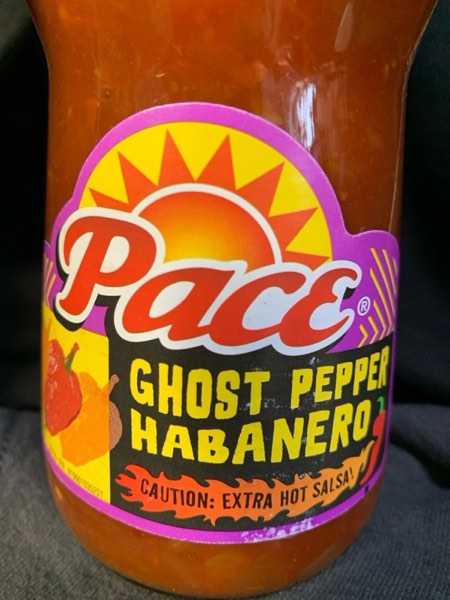 Pace®
GHOST PEPPER
HABANERO
CAUTION: EXTRA HOT SALSA!